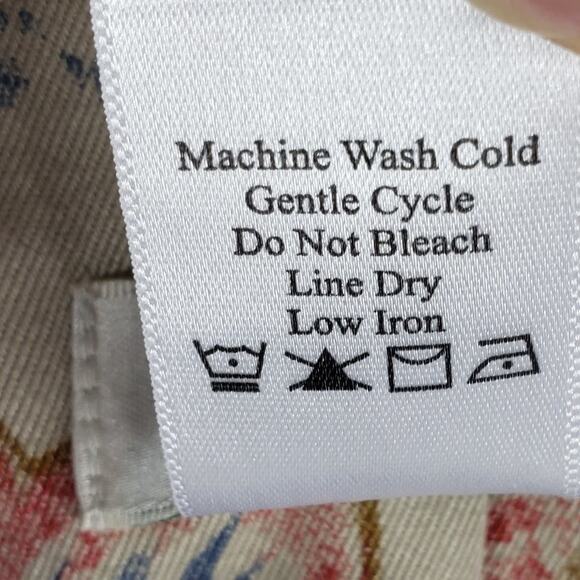 Machine Wash Cold
Gentle Cycle
Do Not Bleach
Line Dry
Low Iron